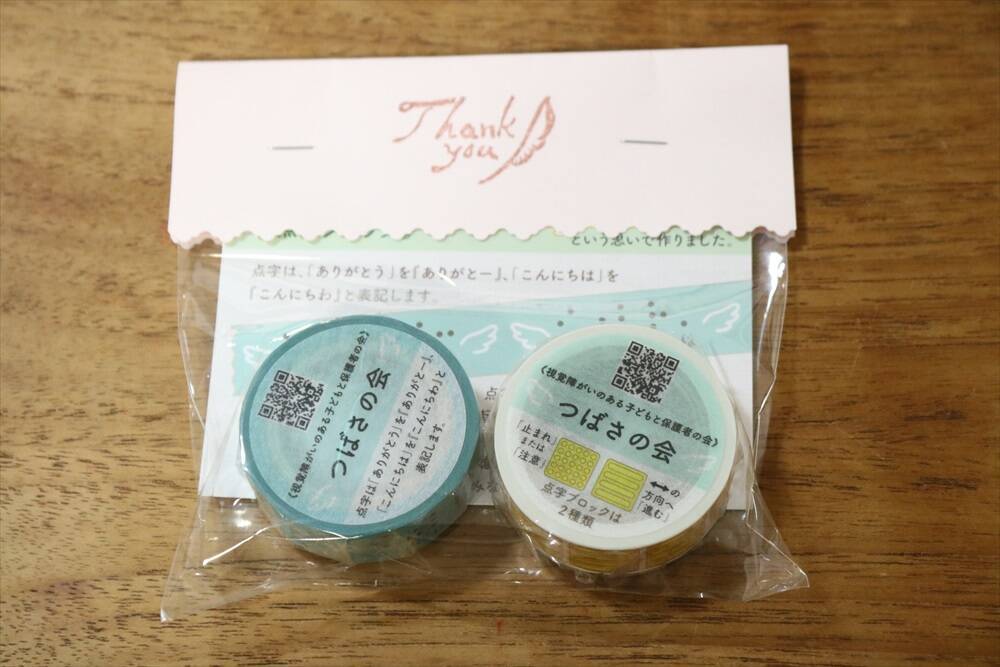 Thank
you
という思いで作りました。
点字は、「ありがとう」を『ありがとー』、「こんにちは」を
『こんにちわ』と表記します。
《視覚障がいのある子どもと保護者の会》
つばさの会
点字は「ありがとう」を『ありがとー』、
「こんにちは」を『こんにちわ』と
表記します。
《視覚障がいのある子どもと保護者の会》
つばさの会
「止まれ」
または
「注意」
↔の
方向へ
「進む」
点字ブロックは
2種類